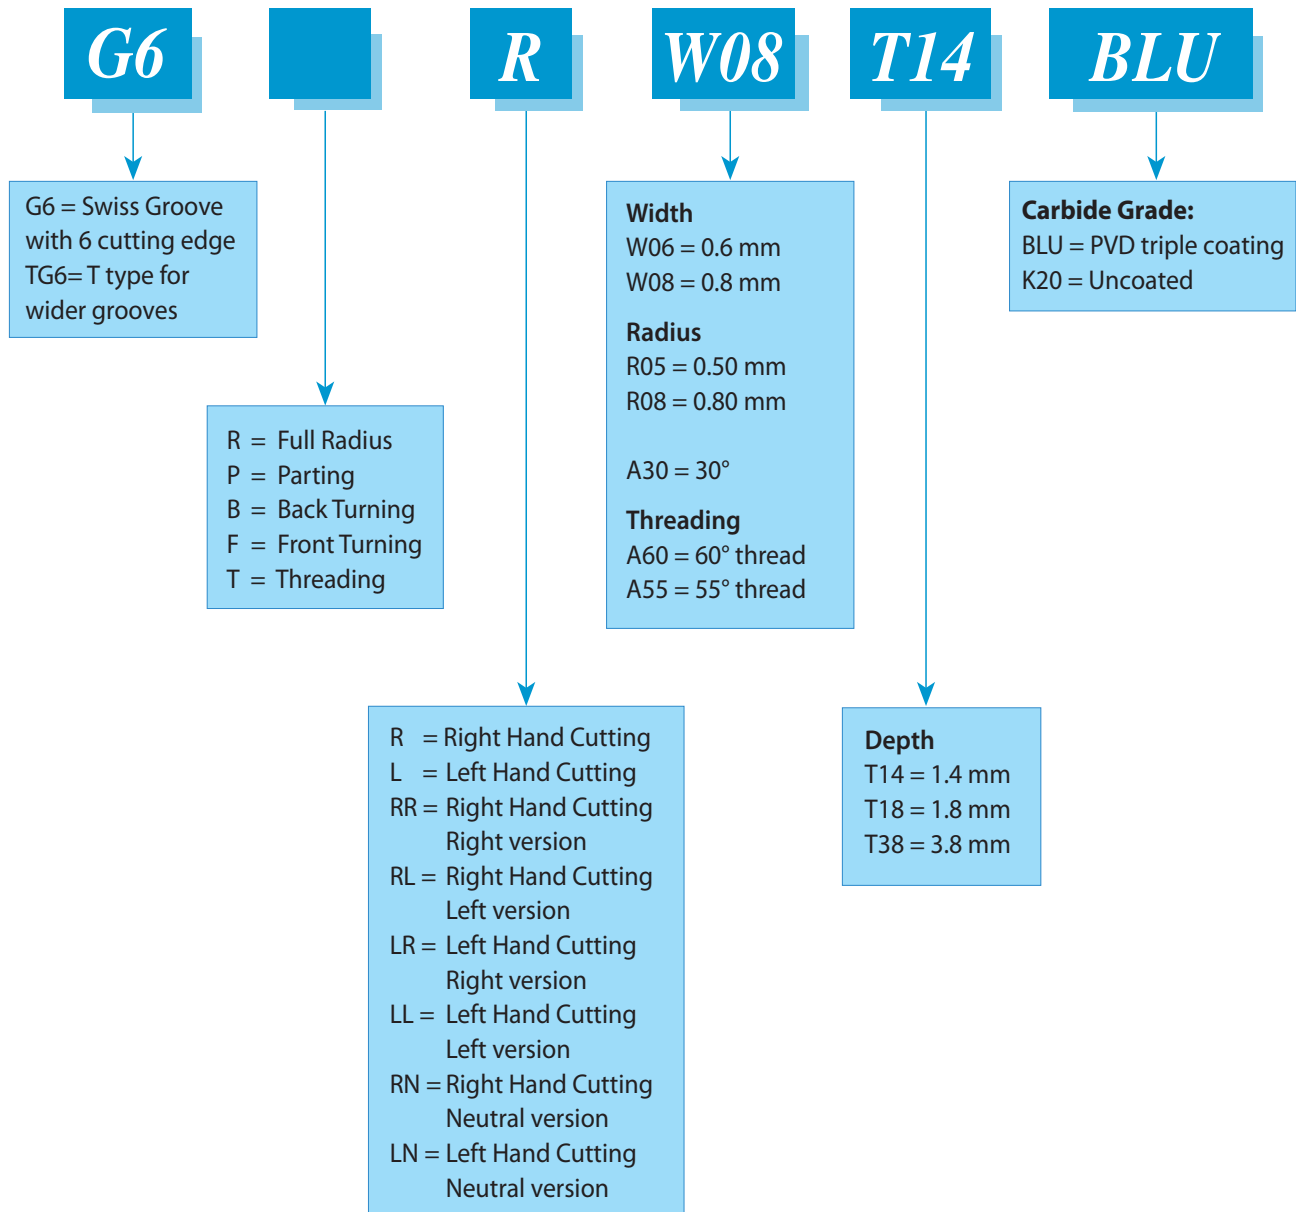 G6 R W08 T14 BLU
G6 = Swiss Groove
with 6 cutting edge
TG6= T type for
wider grooves
R = Full Radius
P = Parting
B = Back Turning
F = Front Turning
T = Threading
R = Right Hand Cutting
L = Left Hand Cutting
RR = Right Hand Cutting
Right version
RL = Right Hand Cutting
Left version
LR = Left Hand Cutting
Right version
LL = Left Hand Cutting
Left version
RN = Right Hand Cutting
Neutral version
LN = Left Hand Cutting
Neutral version
Width
W06 = 0.6 mm
W08 = 0.8 mm
Radius
R05 = 0.50 mm
R08 = 0.80 mm
A30 = 30°
Threading
A60 = 60° thread
A55 = 55° thread
Depth
T14 = 1.4 mm
T18 = 1.8 mm
T38 = 3.8 mm
Carbide Grade:
BLU = PVD triple coating
K20 = Uncoated